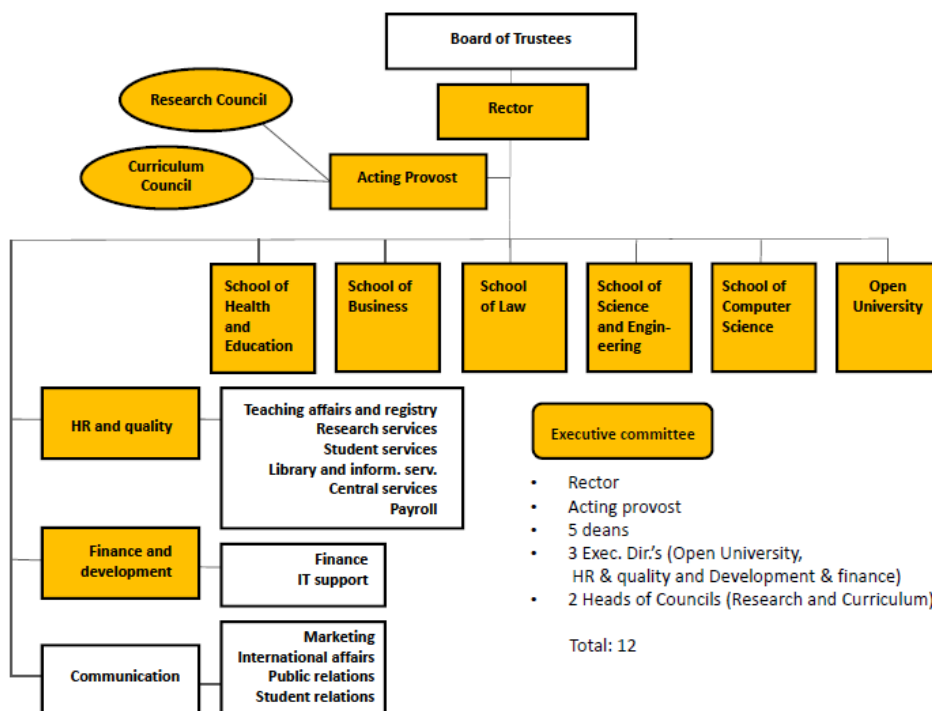 Board of Trustees
Research Council
Rector
Curriculum
Council
Acting Provost
School of
Health
and
Education
School of
Business
School
of Law
School of
Science
and Engin-
eering
School of
Computer
Science
Open
University
HR and quality
Teaching affairs and registry
Research services
Student services
Library and inform. serv.
Central services
Payroll
Finance and
development
Finance
IT support
Communication
Marketing
International affairs
Public relations
Student relations
Executive committee
• Rector
• Acting provost
• 5 deans
• 3 Exec. Dir.'s (Open University,
HR & quality and Development & finance)
• 2 Heads of Councils (Research and Curriculum)
Total: 12